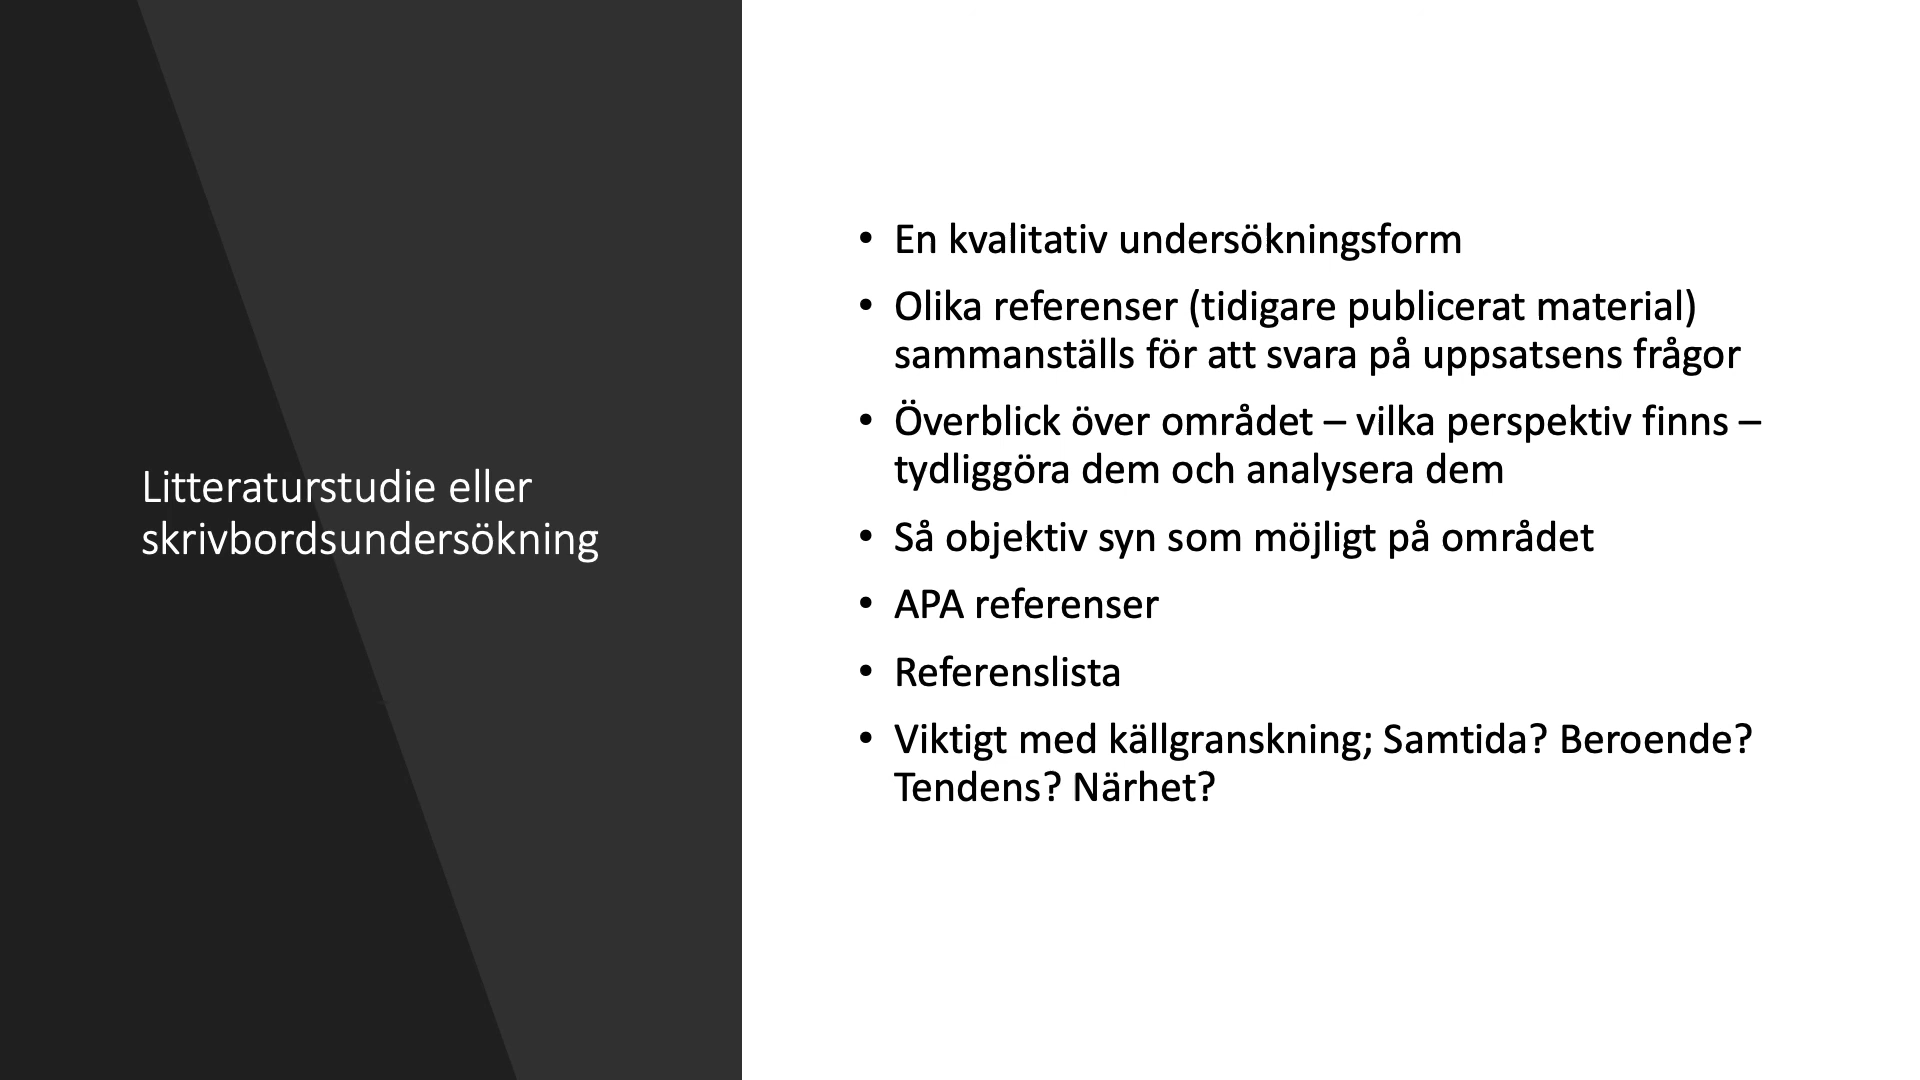 Litteraturstudie eller
skrivbordsundersökning
• En kvalitativ undersökningsform
• Olika referenser (tidigare publicerat material)
sammanställs för att svara på uppsatsens frågor
• Överblick över området – vilka perspektiv finns –
tydliggöra dem och analysera dem
• Så objektiv syn som möjligt på området
• APA referenser
• Referenslista
• Viktigt med källgranskning; Samtida? Beroende?
Tendens? Närhet?